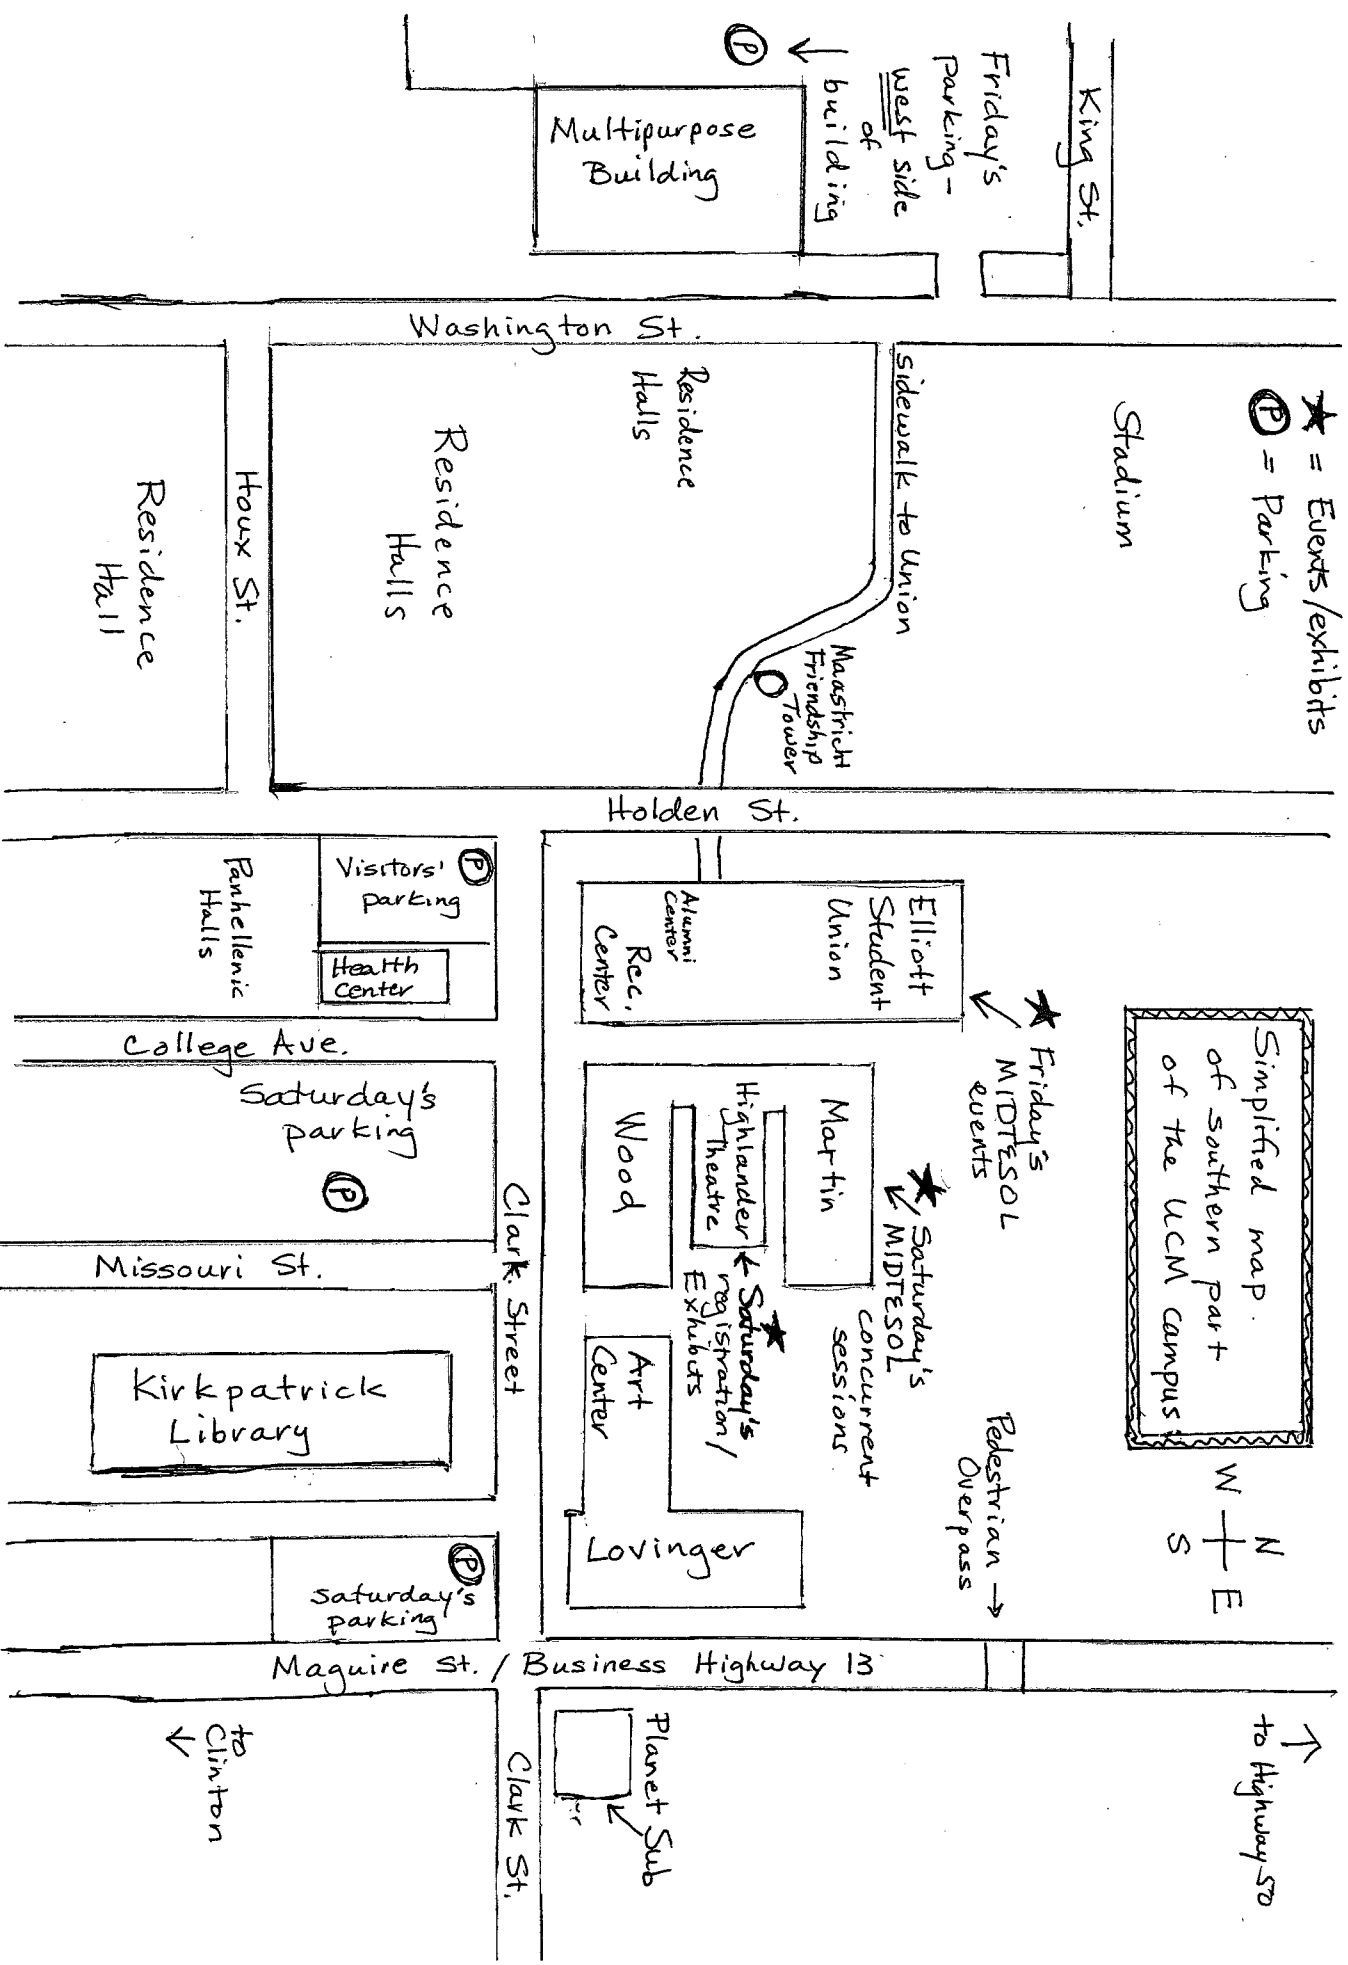 King St.
Friday's
parking-
west side
of
building
P
Multipurpose
Building
Washington St.
★ = Events/exhibits
P = Parking
Stadium
sidewalk to Union
Residence
Halls
Residence
Halls
Houx St.
Residence
Hall
Maastricht
Friendship
Tower
Holden St.
Elliott
Student
Union
Alumni
Center
Rec.
Center
P
Visitors'
parking
Health
Center
Panhellenic
Halls
College Ave.
Simplified map
of southern part
of the UCM campus
N
W E
S
★ Friday's
MIDTESOL
events
★ Saturday's
MIDTESOL
concurrent
sessions
Martin
Highlander
Theatre
Wood
★
Saturday's
registration/
Exhibits
Saturday's
parking
P
Missouri St.
Clark Street
Art
Center
Lovinger
Kirkpatrick
Library
Pedestrian
Overpass
P
Saturday's
parking
Maguire St. / Business Highway 13
to Highway 50
Planet Sub
Clark St.
to
Clinton